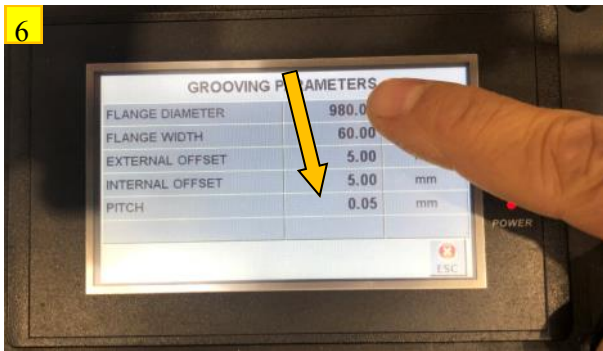 6
GROOVING PARAMETERS
FLANGE DIAMETER 980.0
FLANGE WIDTH 60.00
EXTERNAL OFFSET 5.00
INTERNAL OFFSET 5.00 mm
PITCH 0.05 mm
POWER
ESC